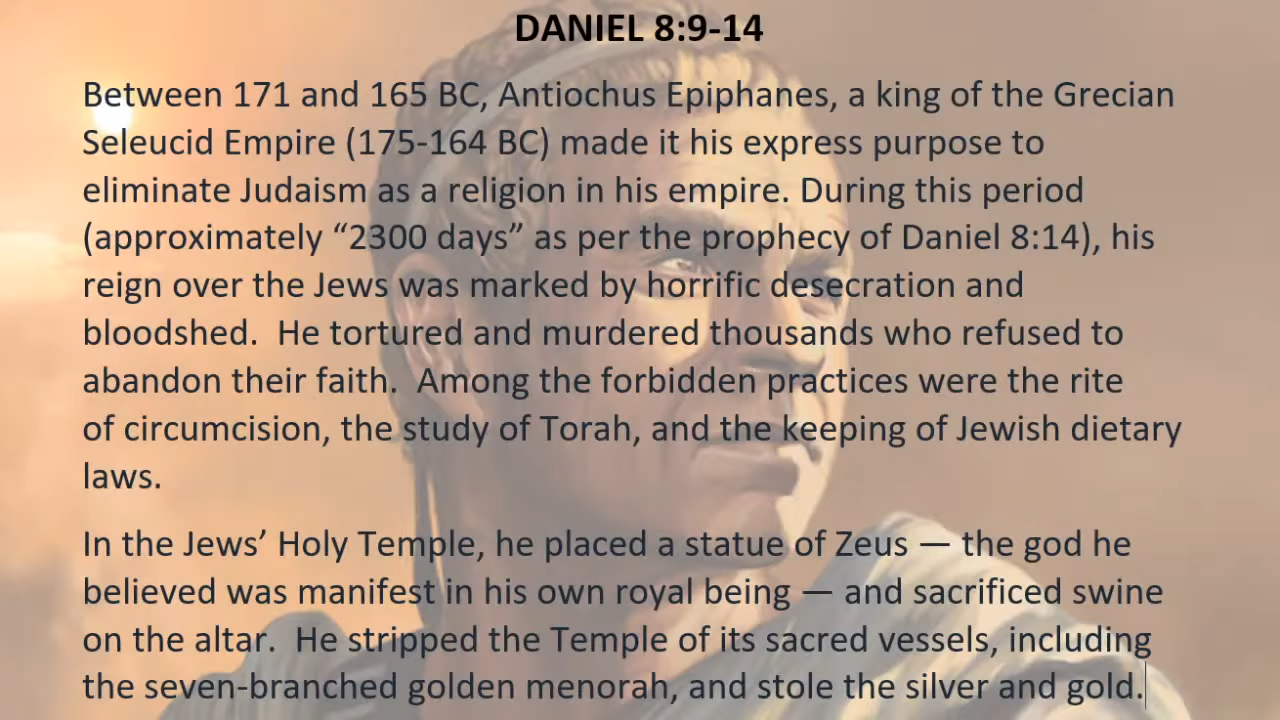 DANIEL 8:9-14
Between 171 and 165 BC, Antiochus Epiphanes, a king of the Grecian
Seleucid Empire (175-164 BC) made it his express purpose to
eliminate Judaism as a religion in his empire. During this period
(approximately “2300 days” as per the prophecy of Daniel 8:14), his
reign over the Jews was marked by horrific desecration and
bloodshed.  He tortured and murdered thousands who refused to
abandon their faith.  Among the forbidden practices were the rite
of circumcision, the study of Torah, and the keeping of Jewish dietary
laws.
In the Jews’ Holy Temple, he placed a statue of Zeus — the god he
believed was manifest in his own royal being — and sacrificed swine
on the altar.  He stripped the Temple of its sacred vessels, including
the seven-branched golden menorah, and stole the silver and gold.